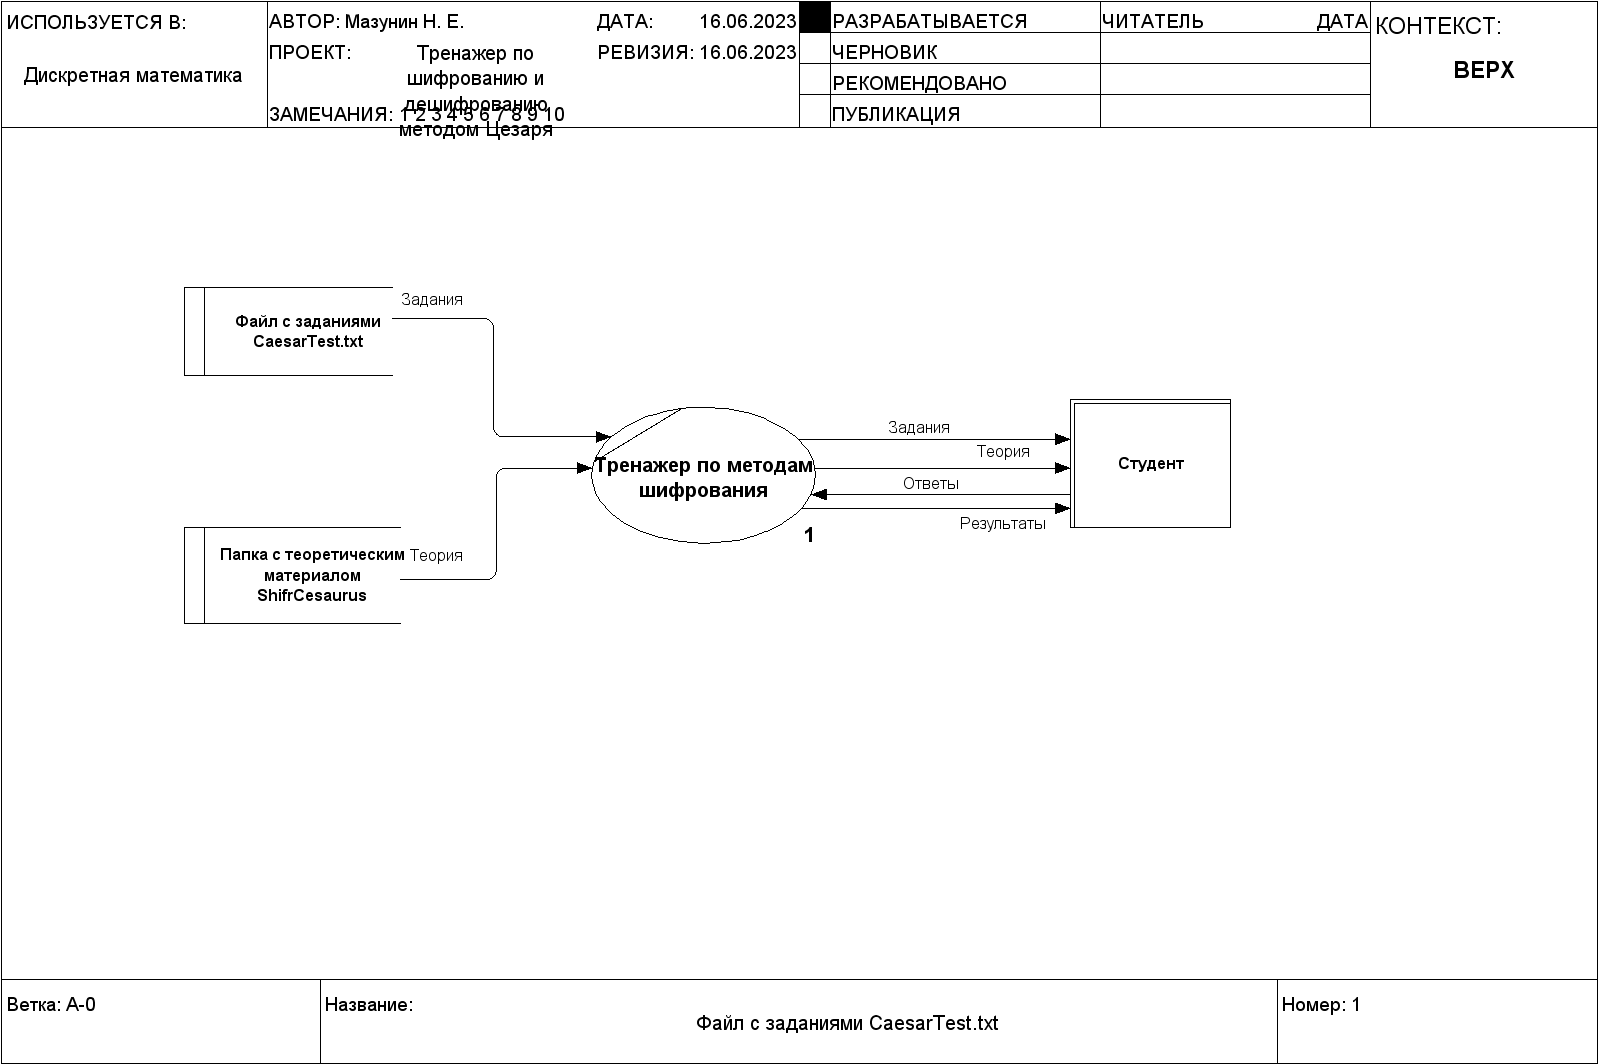 ИСПОЛЬЗУЕТСЯ В:
Дискретная математика
АВТОР: Мазунин Н. Е.
ДАТА: 16.06.2023
ПРОЕКТ:
Тренажер по
шифрованию и
дешифрованию
методом Цезаря
РЕВИЗИЯ: 16.06.2023
ЗАМЕЧАНИЯ: 1 2 3 4 5 6 7 8 9 10
РАЗРАБАТЫВАЕТСЯ
ЧЕРНОВИК
РЕКОМЕНДОВАНО
ПУБЛИКАЦИЯ
ЧИТАТЕЛЬ ДАТА
КОНТЕКСТ:
ВЕРХ
Файл с заданиями
CaesarTest.txt
Задания
Папка с теоретическим
материалом
ShifrCesaurus
Теория
Тренажер по методам
шифрования
1
Задания
Теория
Ответы
Результаты
Студент
Ветка: A-0
Название:
Файл с заданиями CaesarTest.txt
Номер: 1